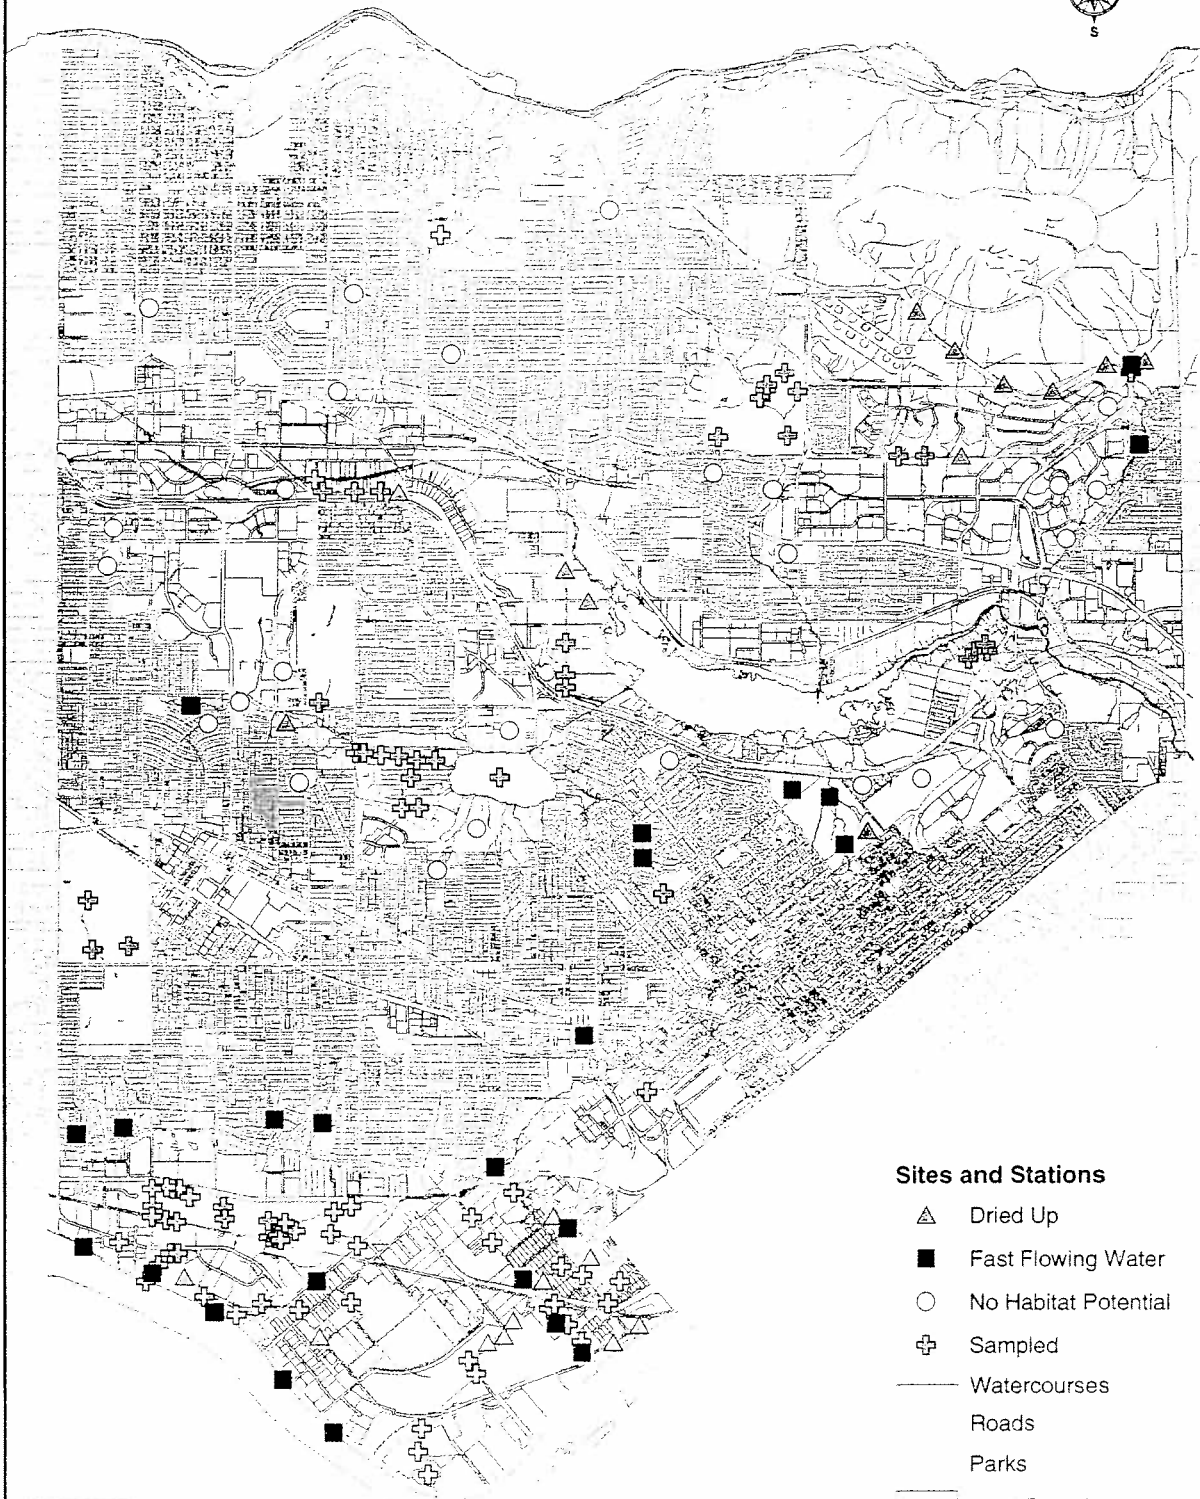 S
Sites and Stations
Dried Up
Fast Flowing Water
No Habitat Potential
Sampled
Watercourses
Roads
Parks